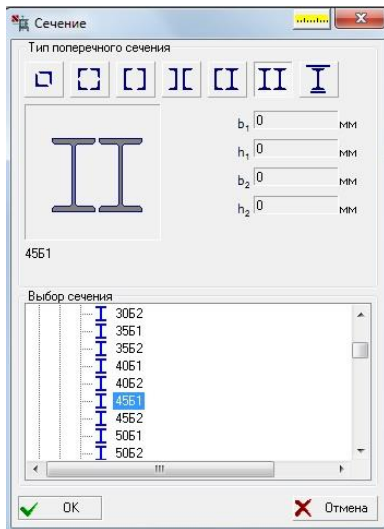 Сечение
Тип поперечного сечения
b1 0 мм
h1 0 мм
b2 0 мм
h2 0 мм
45Б1
Выбор сечения
30Б2
35Б1
35Б2
40Б1
40Б2
45Б1
45Б2
50Б1
50Б2
OK
Отмена